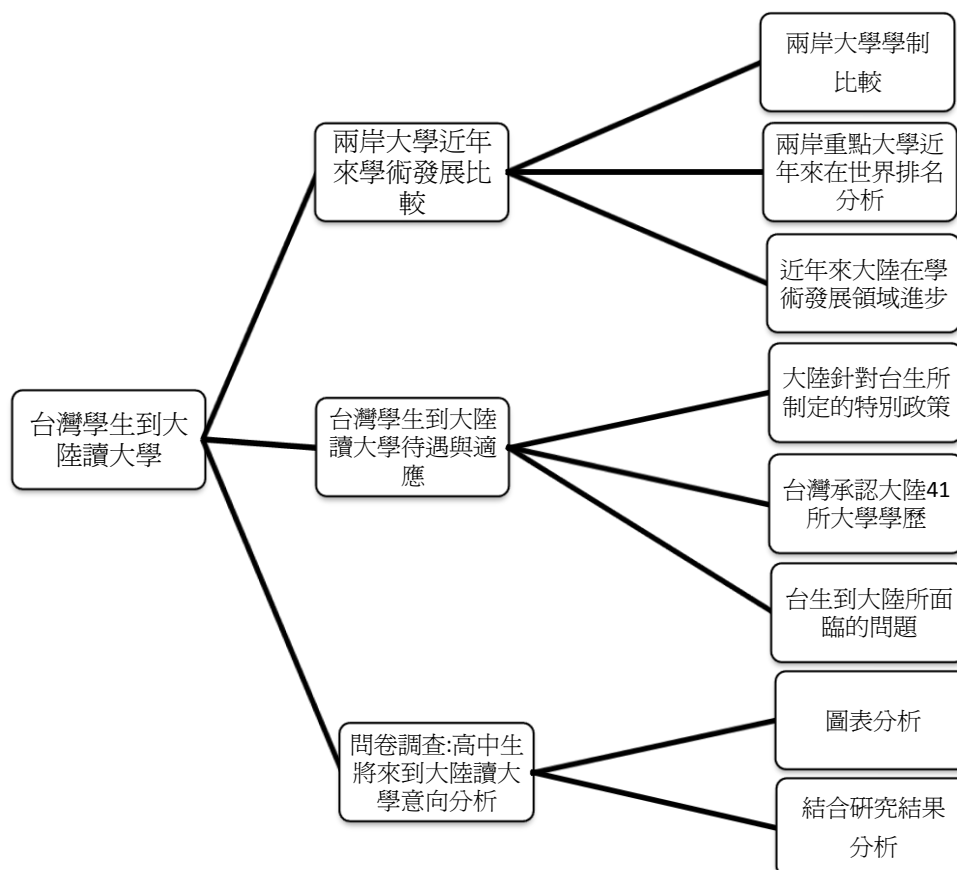 台灣學生到大
陸讀大學
兩岸大學近年
來學術發展比
較
兩岸大學學制
比較
兩岸重點大學近
年來在世界排名
分析
近年來大陸在學
術發展領域進步
台灣學生到大陸
讀大學待遇與適
應
大陸針對台生所
制定的特別政策
台灣承認大陸41
所大學學歷
台生到大陸所面
臨的問題
問卷調查:高中生
將來到大陸讀大
學意向分析
圖表分析
結合研究結果
分析